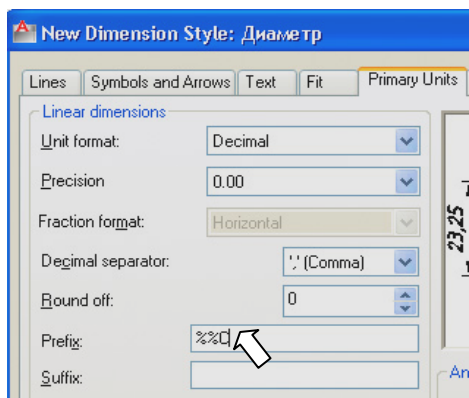 New Dimension Style: Диаметр
Lines Symbols and Arrows Text Fit Primary Units
Linear dimensions
Unit format: Decimal
Precision 0.00
Fraction format: Horizontal
Decimal separator: ',' (Comma)
Round off: 0
Prefix: %%C
Suffix:
23,25
An